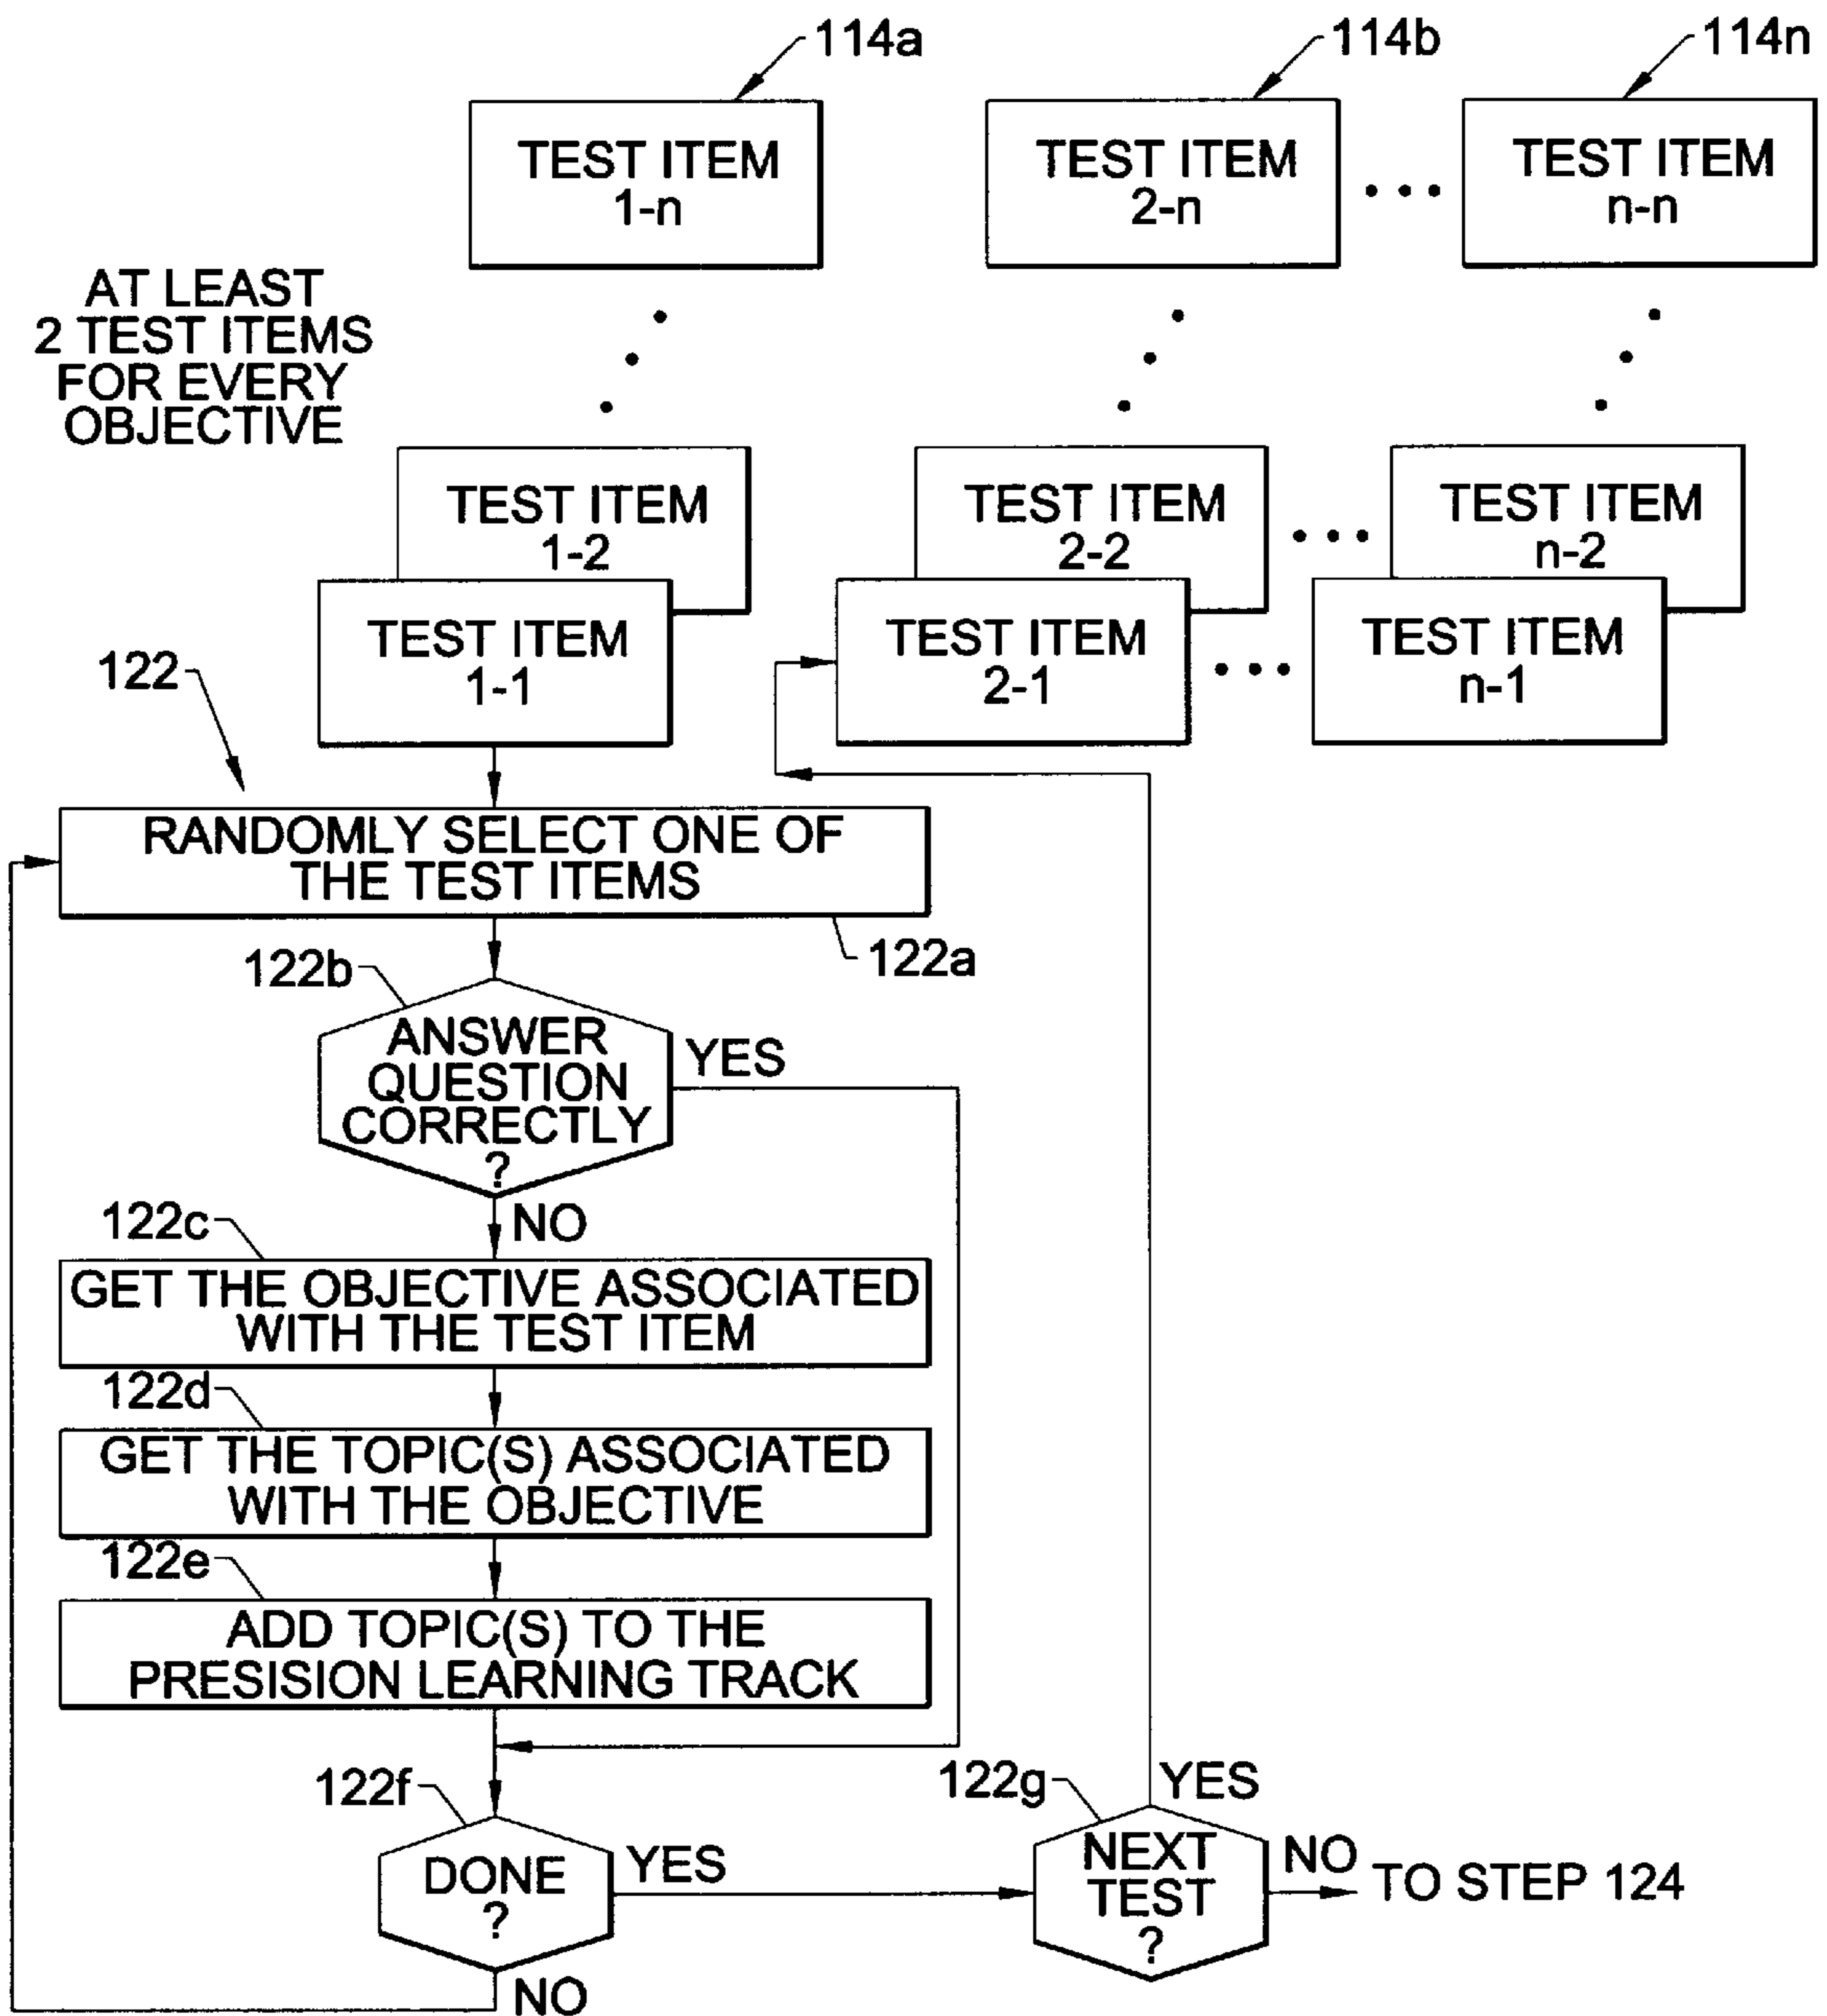 114a
114b
114n
TEST ITEM
1-n
TEST ITEM
2-n
TEST ITEM
n-n
AT LEAST
2 TEST ITEMS
FOR EVERY
OBJECTIVE
TEST ITEM
1-2
TEST ITEM
2-2
TEST ITEM
n-2
TEST ITEM
1-1
TEST ITEM
2-1
TEST ITEM
n-1
122
RANDOMLY SELECT ONE OF
THE TEST ITEMS
122a
122b
ANSWER
QUESTION
CORRECTLY
?
YES
NO
122c
GET THE OBJECTIVE ASSOCIATED
WITH THE TEST ITEM
122d
GET THE TOPIC(S) ASSOCIATED
WITH THE OBJECTIVE
122e
ADD TOPIC(S) TO THE
PRESISION LEARNING TRACK
122f
DONE
?
YES
NO
122g
YES
NEXT
TEST
?
NO
TO STEP 124